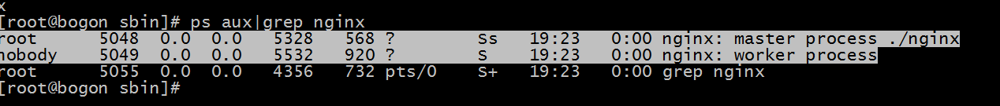 x
[root@bogon sbin]# ps aux|grep nginx
root      5048  0.0  0.0   5328   568 ?        Ss   19:23   0:00 nginx: master process ./nginx
nobody    5049  0.0  0.0   5532   920 ?        S    19:23   0:00 nginx: worker process
root      5055  0.0  0.0   4356   732 pts/0    S+   19:23   0:00 grep nginx
[root@bogon sbin]#